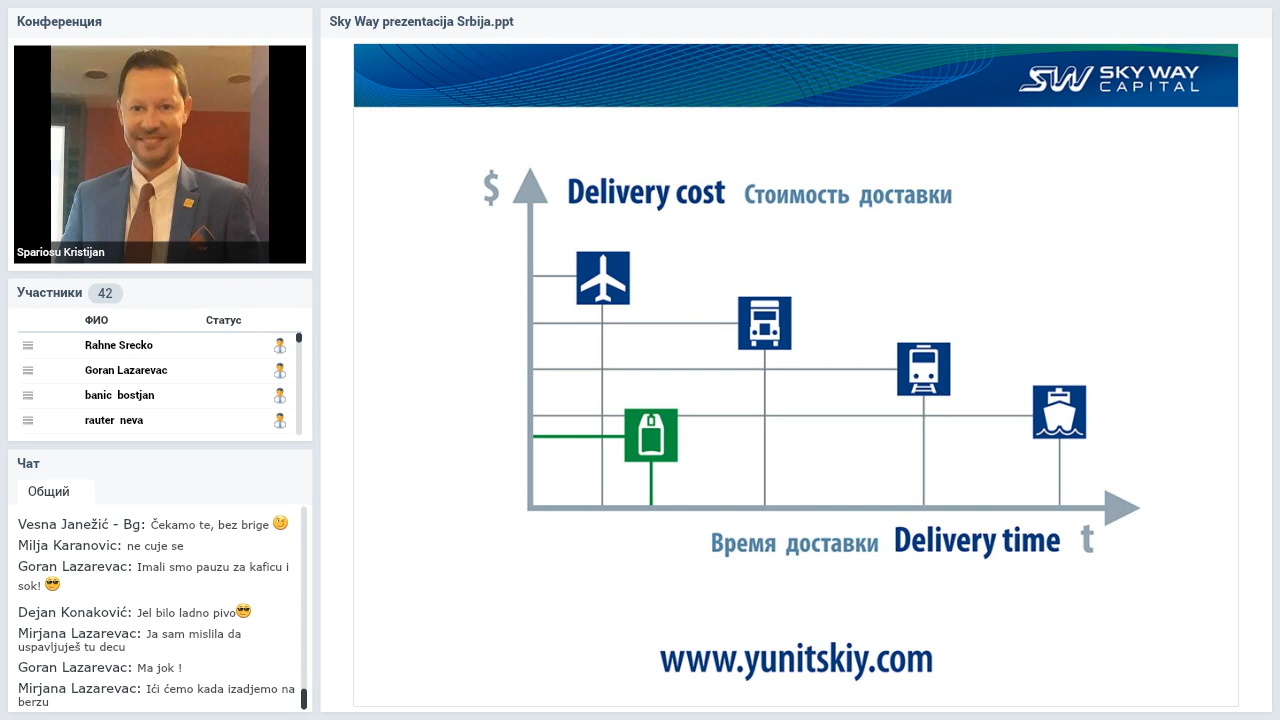 Конференция
Spariosu Kristijan
Участники 42
ФИО Статус
Rahne Srecko
Goran Lazarevac
banic bostjan
rauter neva
Чат
Общий
Vesna Janežić - Bg: Čekamo te, bez brige
Milja Karanovic: ne cuje se
Goran Lazarevac: Imali smo pauzu za kaficu i
sok!
Dejan Konaković: Jel bilo ladno pivo
Mirjana Lazarevac: Ja sam mislila da
uspavljuješ tu decu
Goran Lazarevac: Ma jok !
Mirjana Lazarevac: Ići ćemo kada izadjemo na
berzu
Sky Way prezentacija Srbija.ppt
SW SKY WAY
CAPITAL
$ Delivery cost Стоимость доставки
Время доставки Delivery time t
www.yunitskiy.com